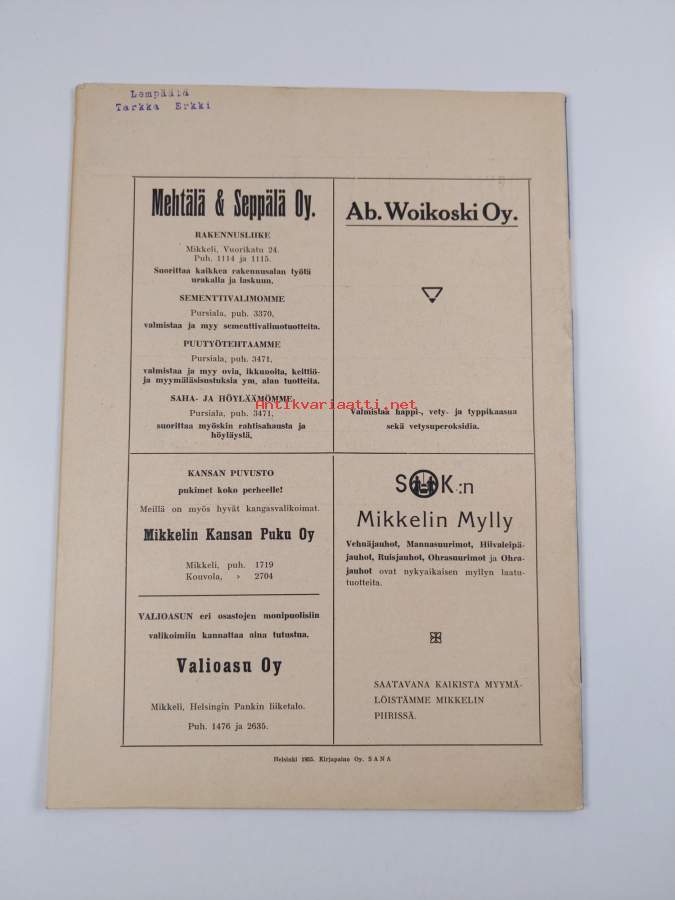 Lempäälä
Tarkka Erkki
Mehtälä & Seppälä Oy.
RAKENNUSLIIKE
Mikkeli, Vuorikatu 24.
Puh. 1114 ja 1115.
Suorittaa kaikkea rakennusalan työtä
urakalla ja laskuun.
SEMENTTIVALIMOMME
Pursiala, puh. 3370,
valmistaa ja myy sementtivalimotuotteita.
PUUTYÖTEHTAAMME
Pursiala, puh. 3471,
valmistaa ja myy ovia, ikkunoita, keittiö-
ja myymäläsisustuksia ym. alan tuotteita.
SAHA- JA HÖYLÄÄMÖMME
Pursiala, puh. 3471,
suorittaa myöskin rahtisahausta ja
höyläystä.
Ab. Woikoski Oy.
Valmistaa happi-, vety- ja typpikaasua
sekä vetysuperoksidia.
Antikvariaatti.net
KANSAN PUVUSTO
pukimet koko perheelle!
Meillä on myös hyvät kangasvalikoimat.
Mikkelin Kansan Puku Oy
Mikkeli, puh. 1719
Kouvola, » 2704
VALIOASUN eri osastojen monipuolisiin
valikoimiin kannattaa aina tutustua.
Valioasu Oy
Mikkeli, Helsingin Pankin liiketalo.
Puh. 1476 ja 2635.
SOK:n
Mikkelin Mylly
Vehnäjauhot, Mannasuurimot, Hiivaleipä-
jauhot, Ruisjauhot, Ohrasuurimot ja Ohra-
jauhot ovat nykyaikaisen myllyn laatu-
tuotteita.
SAATAVANA KAIKISTA MYYMÄ-
LÖISTÄMME MIKKELIN
PIIRISSÄ.
Helsinki 1955. Kirjapaino Oy. SANA